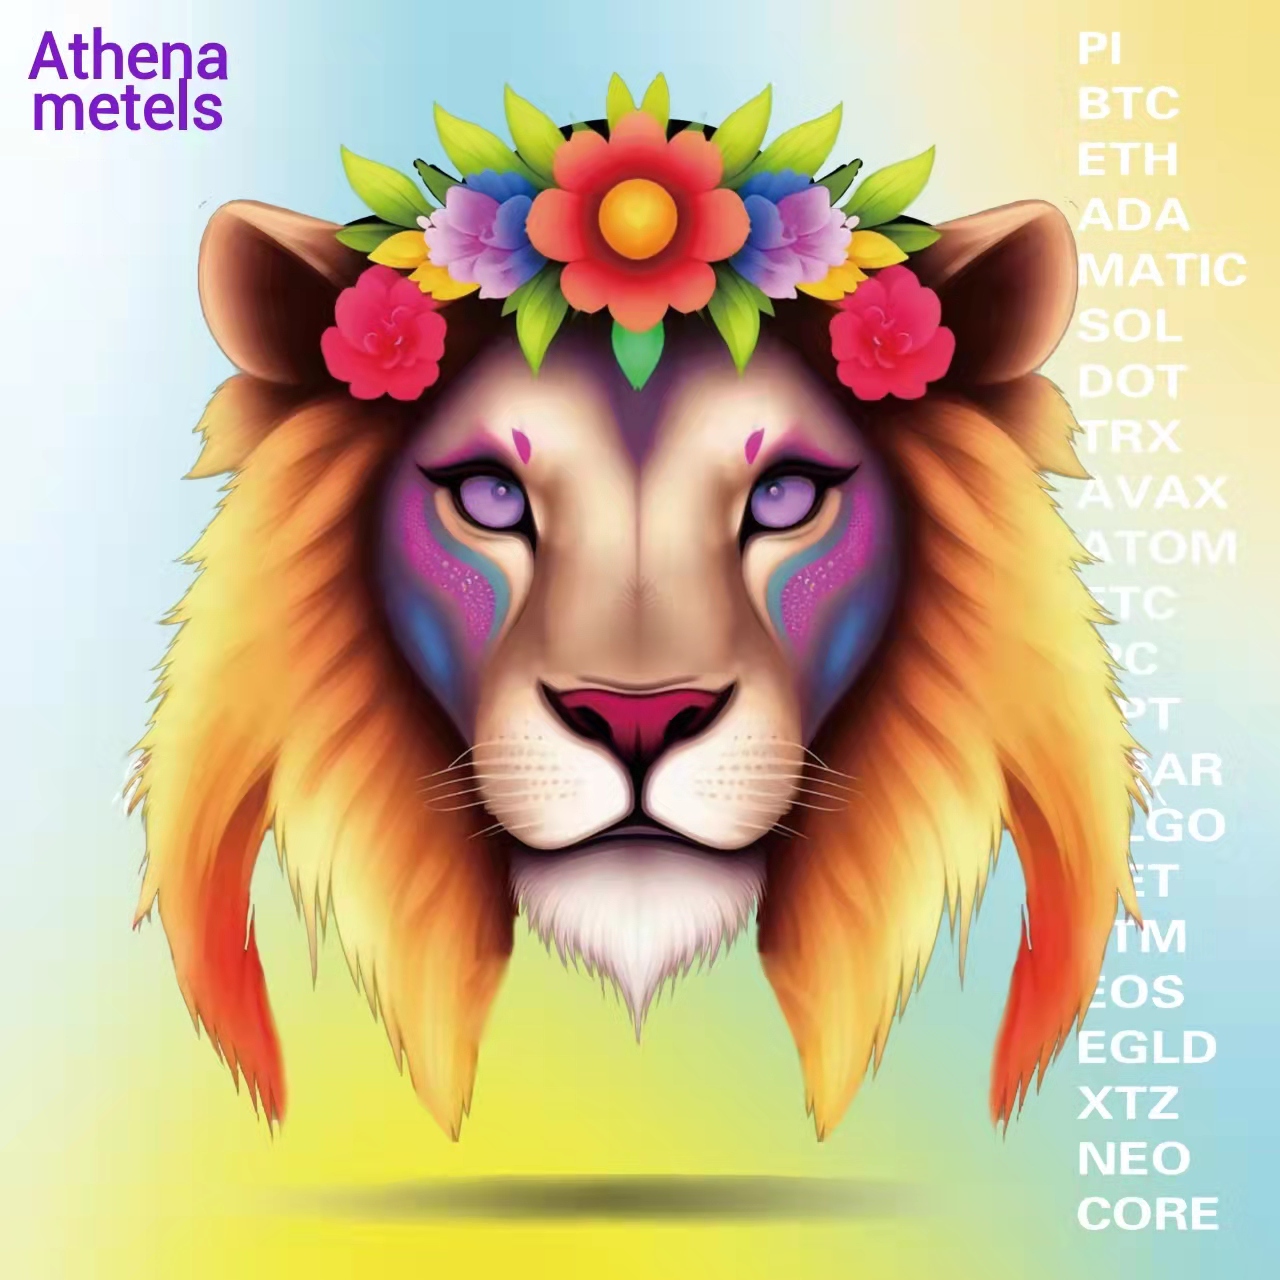 Athena
metels
PI
BTC
ETH
ADA
MATIC
SOL
DOT
TRX
AVAX
ATOM
EOS
EGLD
XTZ
NEO
CORE